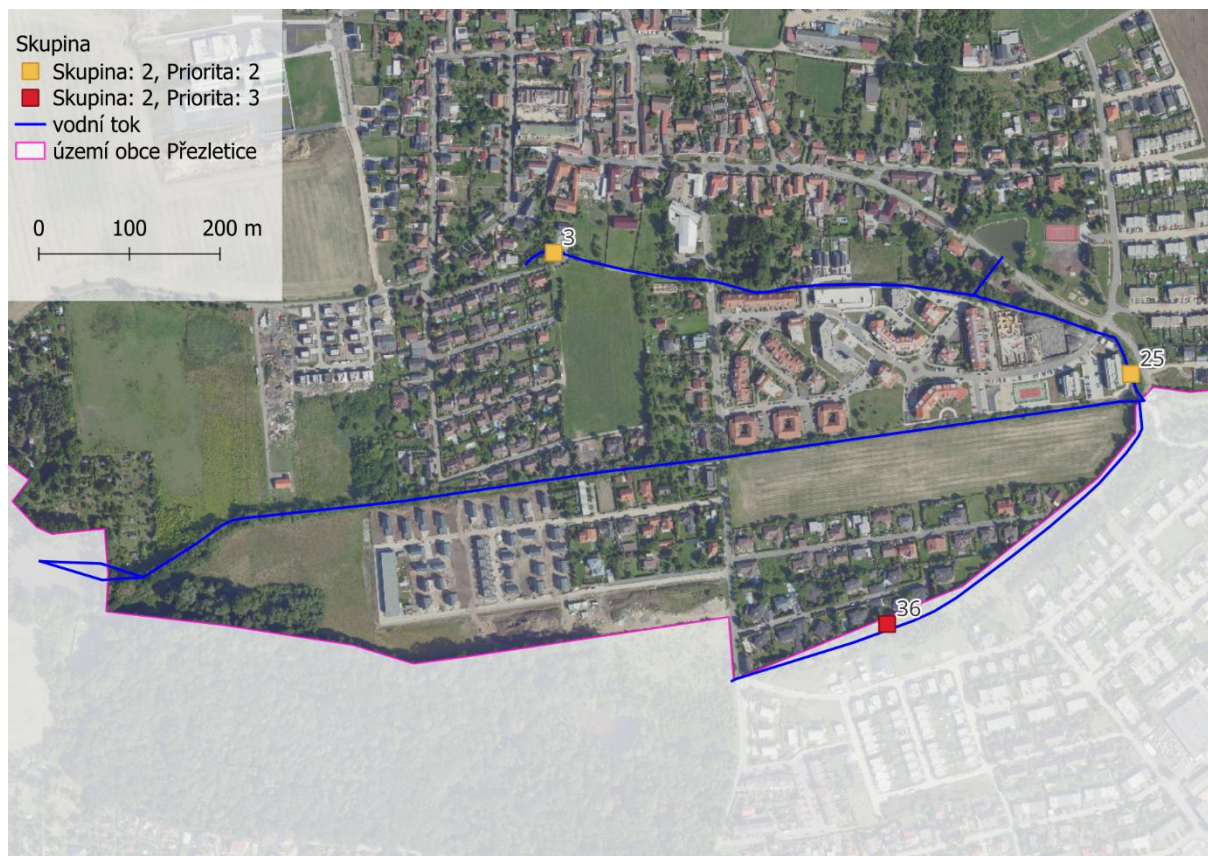 Skupina
Skupina: 2, Priorita: 2
Skupina: 2, Priorita: 3
vodní tok
území obce Přezletice
0 100 200 m
3
25
36